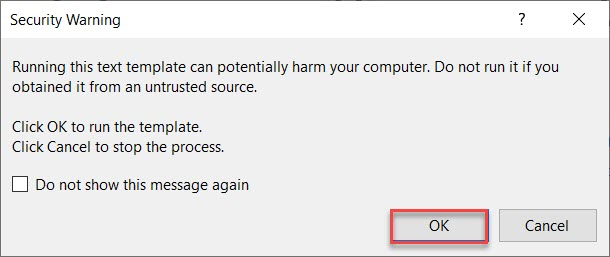 Security Warning
?
Running this text template can potentially harm your computer. Do not run it if you
obtained it from an untrusted source.
Click OK to run the template.
Click Cancel to stop the process.
Do not show this message again
OK Cancel